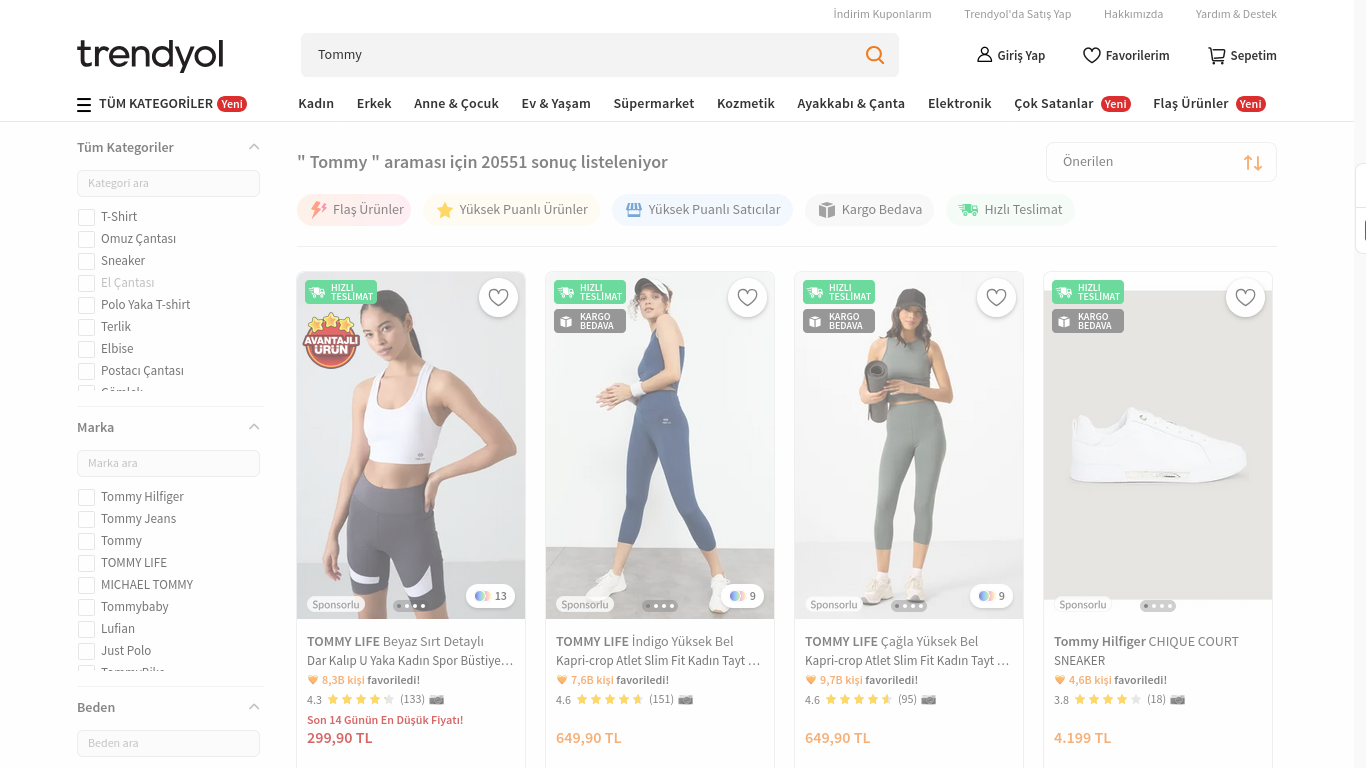 İndirim Kuponlarım Trendyol'da Satış Yap Hakkımızda Yardım & Destek
trendyol
Tommy
Giriş Yap Favorilerim Sepetim
TÜM KATEGORİLER Yeni Kadın Erkek Anne & Çocuk Ev & Yaşam Süpermarket Kozmetik Ayakkabı & Çanta Elektronik Çok Satanlar Yeni Flaş Ürünler Yeni
Tüm Kategoriler
Kategori ara
T-Shirt
Omuz Çantası
Sneaker
El Çantası
Polo Yaka T-shirt
Terlik
Elbise
Postacı Çantası
Gömlek
Marka
Marka ara
Tommy Hilfiger
Tommy Jeans
Tommy
TOMMY LIFE
MICHAEL TOMMY
Tommybaby
Lufian
Just Polo
Beden
Beden ara
" Tommy " araması için 20551 sonuç listeleniyor
Önerilen
Flaş Ürünler Yüksek Puanlı Ürünler Yüksek Puanlı Satıcılar Kargo Bedava Hızlı Teslimat
HIZLI
TESLİMAT
AVANTAJLI
ÜRÜN
13
Sponsorlu
TOMMY LIFE Beyaz Sırt Detaylı
Dar Kalıp U Yaka Kadın Spor Büstiye...
8,3B kişi favoriledi!
4.3 (133)
Son 14 Günün En Düşük Fiyatı!
299,90 TL
HIZLI
TESLİMAT
KARGO
BEDAVA
9
Sponsorlu
TOMMY LIFE İndigo Yüksek Bel
Kapri-crop Atlet Slim Fit Kadın Tayt ...
7,6B kişi favoriledi!
4.6 (151)
649,90 TL
HIZLI
TESLİMAT
KARGO
BEDAVA
9
Sponsorlu
TOMMY LIFE Çağla Yüksek Bel
Kapri-crop Atlet Slim Fit Kadın Tayt ...
9,7B kişi favoriledi!
4.6 (95)
649,90 TL
HIZLI
TESLİMAT
KARGO
BEDAVA
Sponsorlu
Tommy Hilfiger CHIQUE COURT
SNEAKER
4,6B kişi favoriledi!
3.8 (18)
4.199 TL